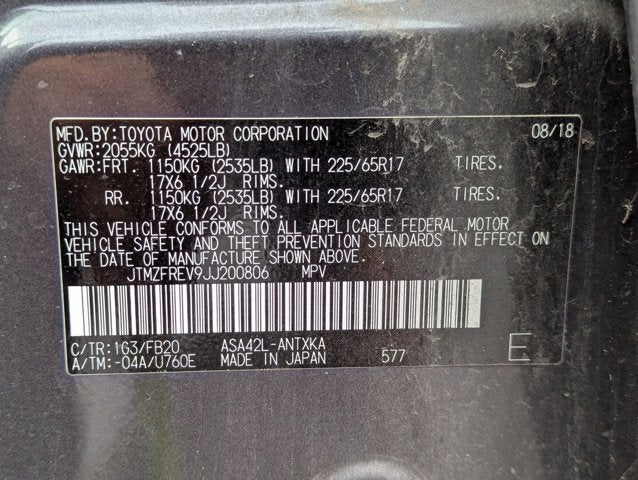 MFD.BY:TOYOTA MOTOR CORPORATION 08/18
GVWR:2055KG (4525LB)
GAWR:FRT. 1150KG (2535LB) WITH 225/65R17 TIRES.
17X6 1/2J RIMS.
RR. 1150KG (2535LB) WITH 225/65R17 TIRES.
17X6 1/2J RIMS.
THIS VEHICLE CONFORMS TO ALL APPLICABLE FEDERAL MOTOR
VEHICLE SAFETY AND THEFT PREVENTION STANDARDS IN EFFECT ON
THE DATE OF MANUFACTURE SHOWN ABOVE.
JTMZFREV9JJ200806 MPV
C/TR:1G3/FB20 ASA42L-ANTXKA
A/TM:-04A/U760E MADE IN JAPAN 577 E